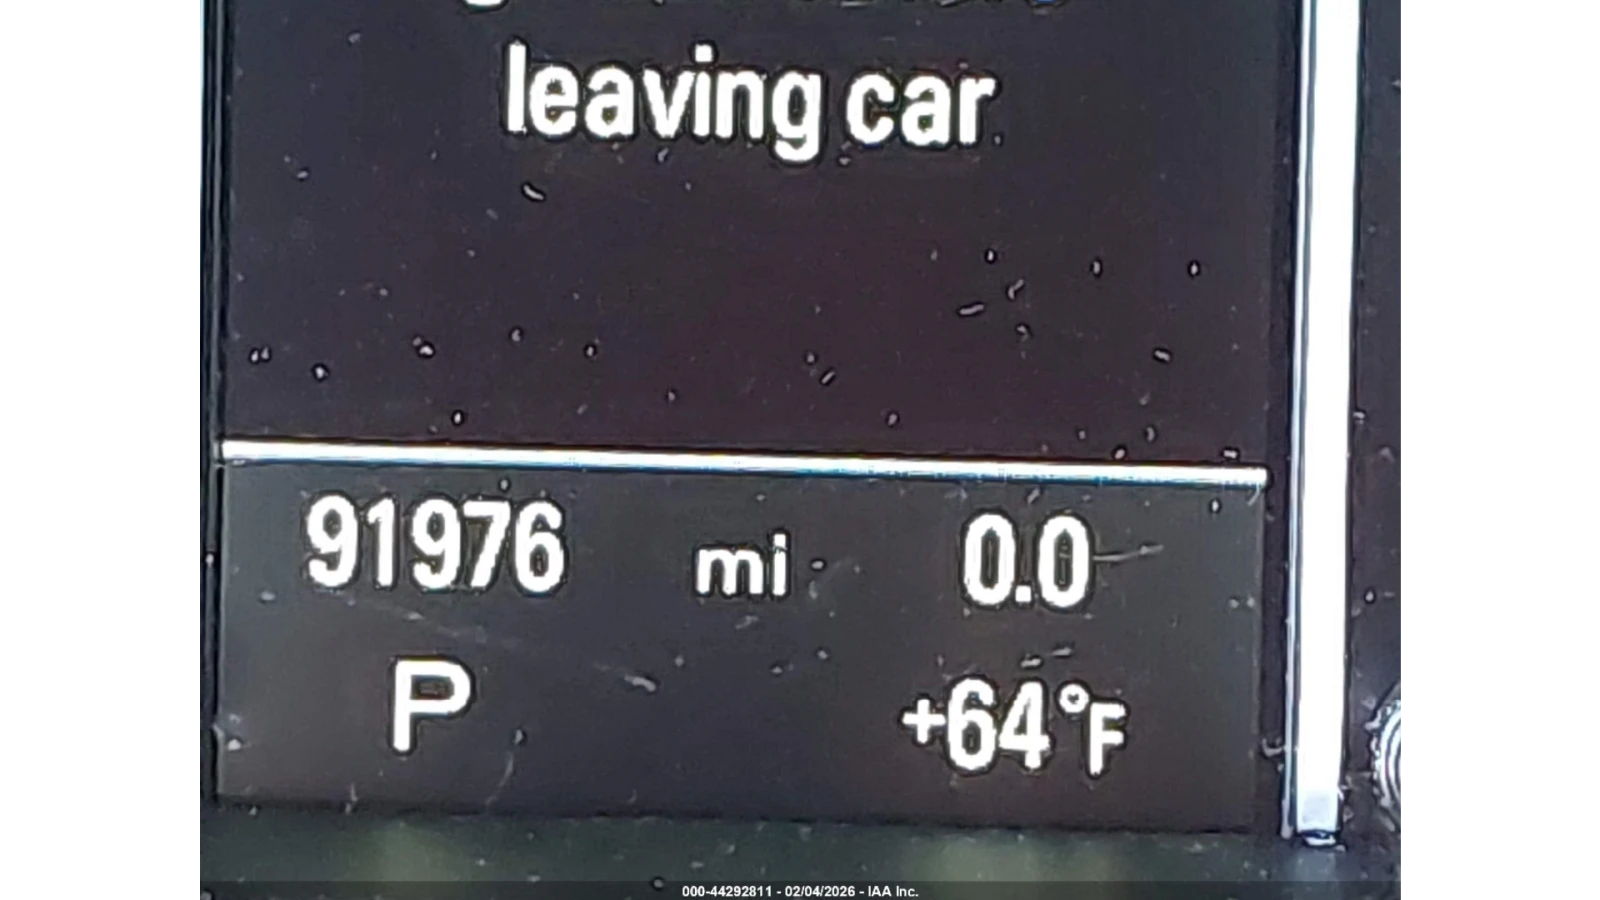 leaving car
91976 mi 0.0
P +64°F
000-44292811 - 02/04/2026 - IAA Inc.